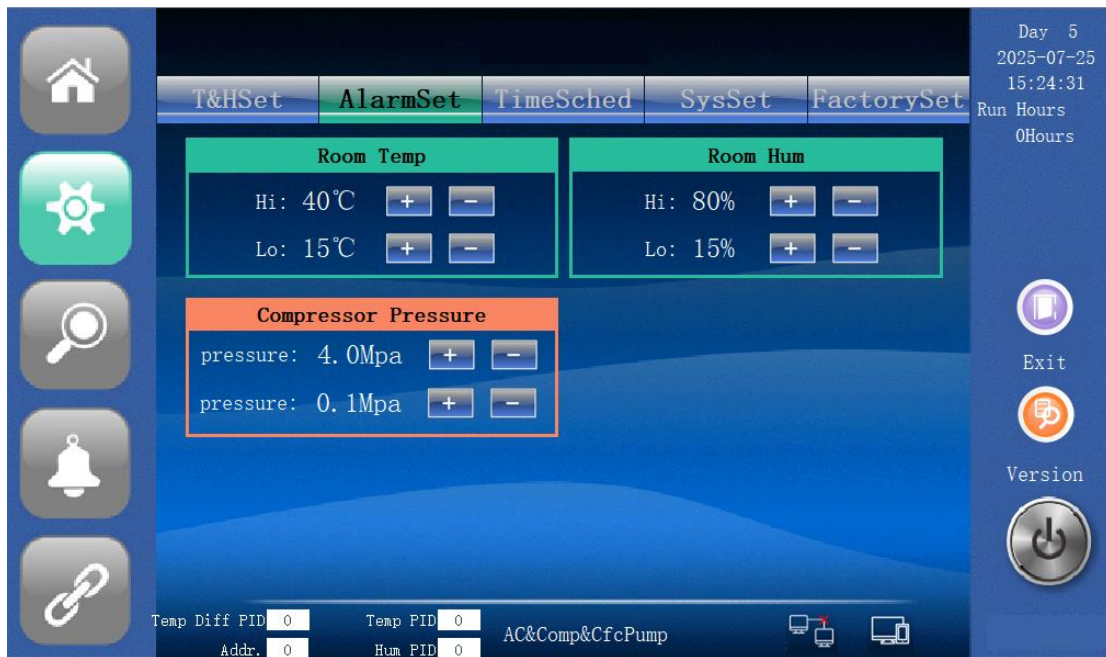 Day 5
2025-07-25
15:24:31
Run Hours
0Hours
T&HSet AlarmSet TimeSched SysSet FactorySet
Room Temp
Hi: 40℃ + −
Lo: 15℃ + −
Room Hum
Hi: 80% + −
Lo: 15% + −
Compressor Pressure
pressure: 4.0Mpa + −
pressure: 0.1Mpa + −
Exit
Version
Temp Diff PID 0 Temp PID 0
AC&Comp&CfcPump
Addr. 0 Hum PID 0